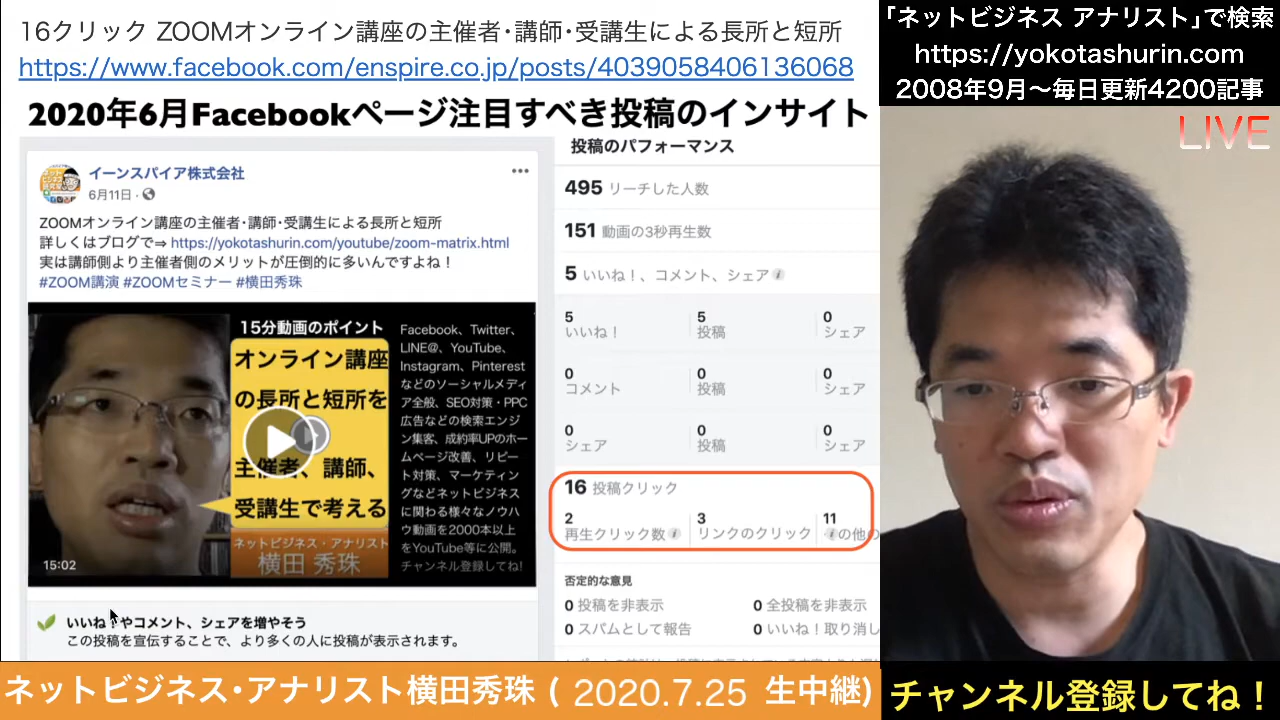 16クリック ZOOMオンライン講座の主催者･講師･受講生による長所と短所
https://www.facebook.com/enspire.co.jp/posts/4039058406136068
2020年6月Facebookページ注目すべき投稿のインサイト
イーンスパイア株式会社
6月11日
ZOOMオンライン講座の主催者･講師･受講生による長所と短所
詳しくはブログで⇒ https://yokotashurin.com/youtube/zoom-matrix.html
実は講師側より主催者側のメリットが圧倒的に多いんですよね！
#ZOOM講演 #ZOOMセミナー #横田秀珠
15分動画のポイント
オンライン講座
の長所と短所を
主催者、講師、
受講生で考える
ネットビジネス・アナリスト
横田 秀珠
15:02
Facebook、Twitter、
LINE@、YouTube、
Instagram、Pinterest
などのソーシャルメディ
ア全般、SEO対策・PPC
広告などの検索エンジ
ン集客、成約率UPのホー
ムページ改善、リピー
ト対策、マーケティン
グなどネットビジネス
に関わる様々なノウハ
ウ動画を2000本以上
をYouTube等に公開。
チャンネル登録してね!
いいね！やコメント、シェアを増やそう
この投稿を宣伝することで、より多くの人に投稿が表示されます。
投稿のパフォーマンス
495 リーチした人数
151 動画の3秒再生数
5 いいね！、コメント、シェア
5 5 0
いいね！ 投稿 シェア
0 0 0
コメント 投稿 シェア
0 0 0
シェア 投稿 シェア
16 投稿クリック
2 3 11
再生クリック数 リンクのクリック の他の
否定的な意見
0 投稿を非表示 0 全投稿を非表示
0 スパムとして報告 0 いいね！取り消し
「ネットビジネス アナリスト」で検索
https://yokotashurin.com
2008年9月〜毎日更新4200記事
LIVE
ネットビジネス･アナリスト横田秀珠 ( 2020.7.25 生中継)
チャンネル登録してね！